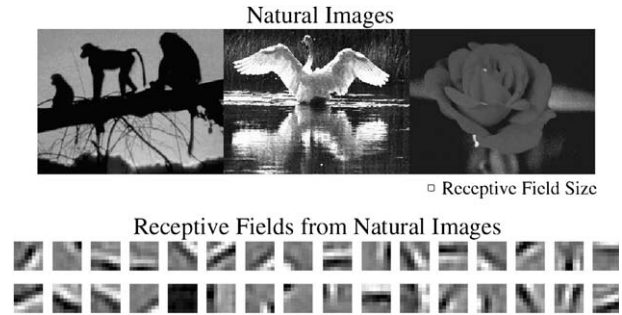 Natural Images
Receptive Field Size
Receptive Fields from Natural Images